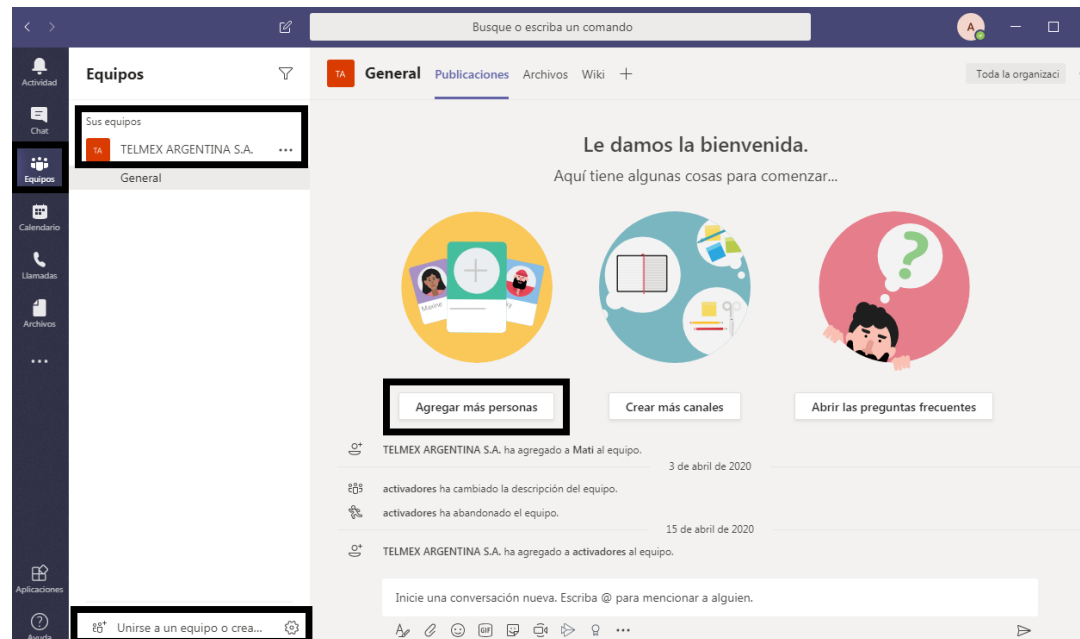 Busque o escriba un comando
A
Actividad
Chat
Equipos
Calendario
Llamadas
Archivos
Aplicaciones
Ayuda
Equipos
Sus equipos
TA TELMEX ARGENTINA S.A. ...
General
Unirse a un equipo o crea...
TA General Publicaciones Archivos Wiki +
Toda la organizaci
Le damos la bienvenida.
Aquí tiene algunas cosas para comenzar...
Maxine
Agregar más personas
Crear más canales
Abrir las preguntas frecuentes
TELMEX ARGENTINA S.A. ha agregado a Mati al equipo.
3 de abril de 2020
activadores ha cambiado la descripción del equipo.
activadores ha abandonado el equipo.
15 de abril de 2020
TELMEX ARGENTINA S.A. ha agregado a activadores al equipo.
Inicie una conversación nueva. Escriba @ para mencionar a alguien.
GIF